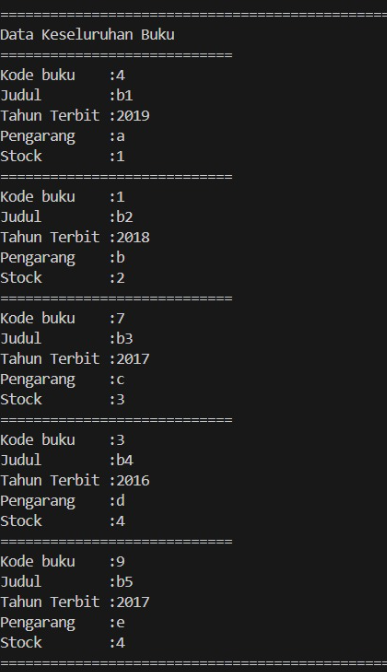 ===============================================
Data Keseluruhan Buku
============================
Kode buku    :4
Judul        :b1
Tahun Terbit :2019
Pengarang    :a
Stock        :1
============================
Kode buku    :1
Judul        :b2
Tahun Terbit :2018
Pengarang    :b
Stock        :2
============================
Kode buku    :7
Judul        :b3
Tahun Terbit :2017
Pengarang    :c
Stock        :3
============================
Kode buku    :3
Judul        :b4
Tahun Terbit :2016
Pengarang    :d
Stock        :4
============================
Kode buku    :9
Judul        :b5
Tahun Terbit :2017
Pengarang    :e
Stock        :4
===============================================